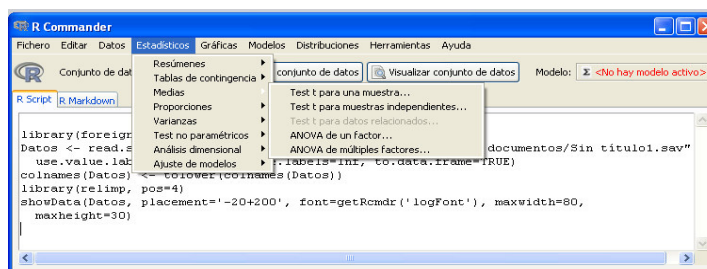 R Commander
Fichero Editar Datos Estadísticos Gráficas Modelos Distribuciones Herramientas Ayuda
Conjunto de dat
conjunto de datos
Visualizar conjunto de datos
Modelo:
Σ <No hay modelo activo>
R Script
R Markdown
Resúmenes
Tablas de contingencia
Medias
Proporciones
Varianzas
Test no paramétricos
Análisis dimensional
Ajuste de modelos
Test t para una muestra...
Test t para muestras independientes...
Test t para datos relacionados...
ANOVA de un factor...
ANOVA de múltiples factores...
library(foreign
Datos <- read.s documentos/Sin titulo1.sav"
use.value.lab .labels=Inf, to.data.frame=TRUE)
colnames(Datos) <- tolower(colnames(Datos))
library(relimp, pos=4)
showData(Datos, placement='-20+200', font=getRcmdr('logFont'), maxwidth=80,
maxheight=30)